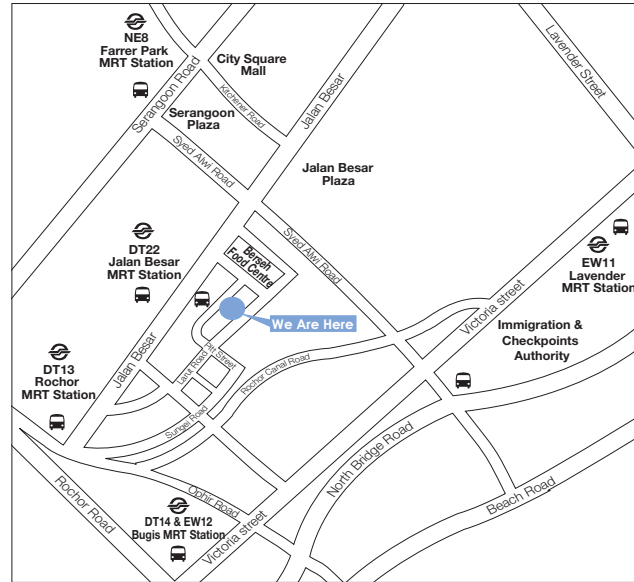 NE8
Farrer Park
MRT Station
City Square
Mall
Lavender Street
Serangoon Road
Kitchener Road
Jalan Besar
Serangoon
Plaza
Syed Alwi Road
Jalan Besar
Plaza
DT22
Jalan Besar
MRT Station
Berseh
Food Centre
Syed Alwi Road
EW11
Lavender
MRT Station
We Are Here
Victoria street
Immigration &
Checkpoints
Authority
Jalan Besar
Pitt Street
Larut Road
Rochor Canal Road
DT13
Rochor
MRT Station
Sungei Road
North Bridge Road
Rochor Road
Ophir Road
Beach Road
DT14 & EW12
Bugis MRT Station
Victoria street